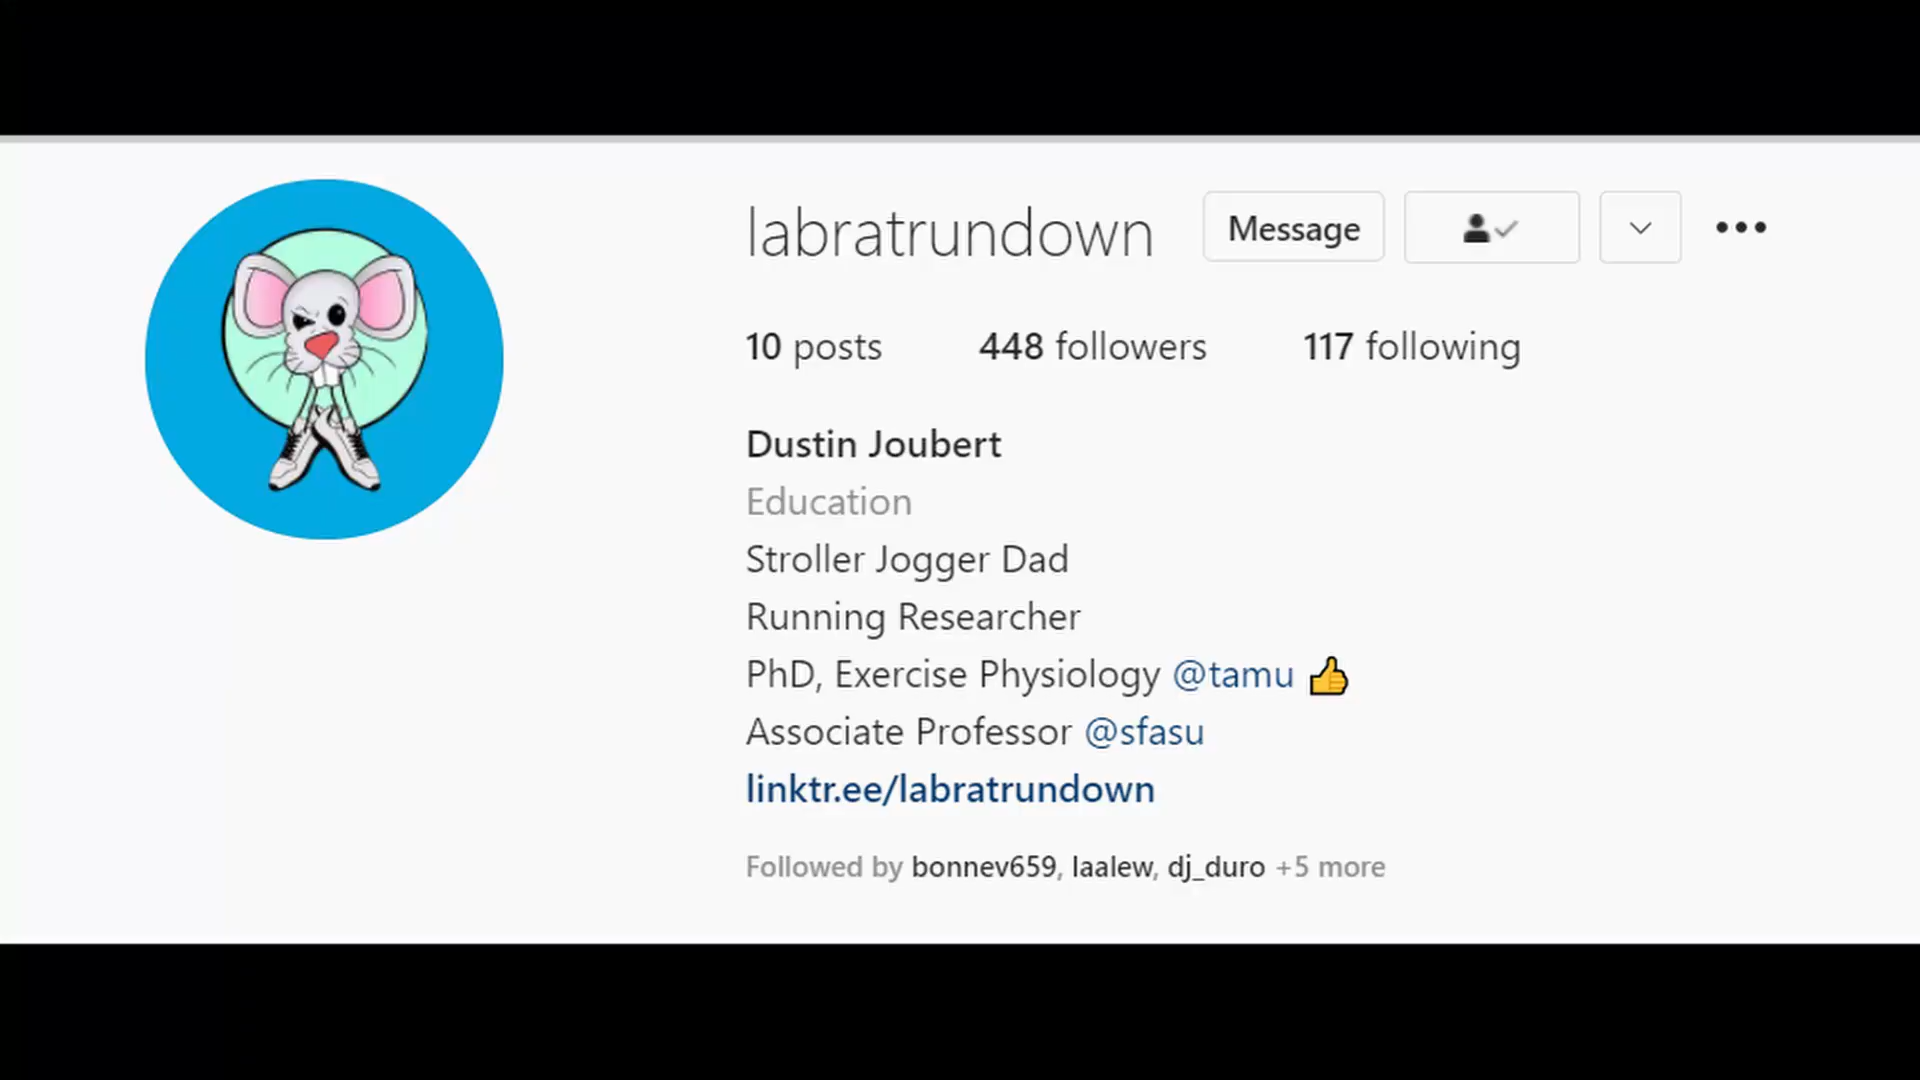 labratrundown Message
10 posts 448 followers 117 following
Dustin Joubert
Education
Stroller Jogger Dad
Running Researcher
PhD, Exercise Physiology @tamu 👍
Associate Professor @sfasu
linktr.ee/labratrundown
Followed by bonnev659, laalew, dj_duro +5 more